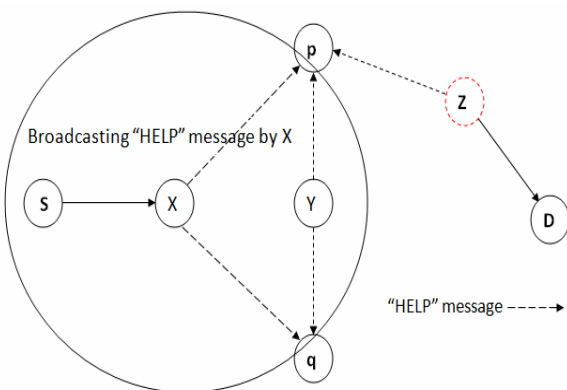 p
Z
Broadcasting “HELP” message by X
S
X
Y
D
“HELP” message
q